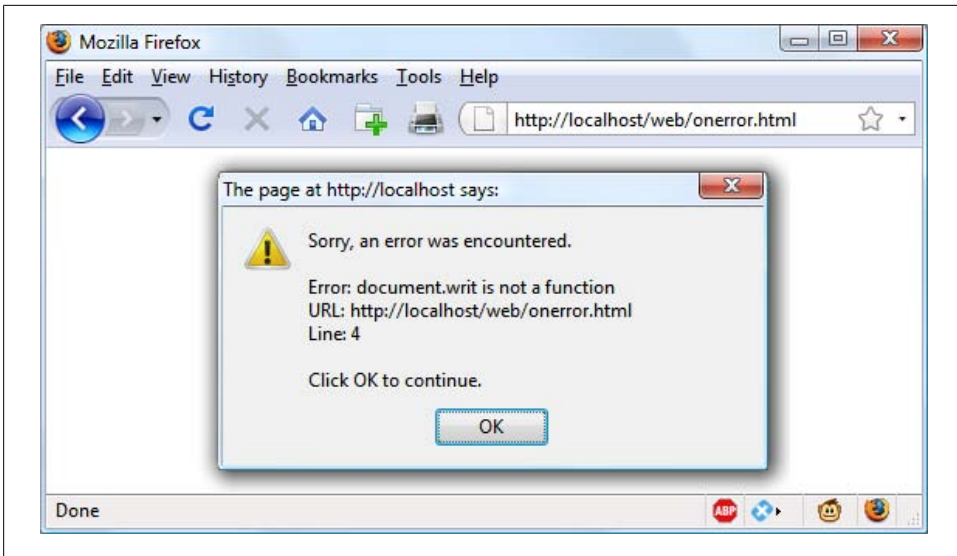 Mozilla Firefox
File Edit View History Bookmarks Tools Help
http://localhost/web/onerror.html
The page at http://localhost says:
Sorry, an error was encountered.
Error: document.writ is not a function
URL: http://localhost/web/onerror.html
Line: 4
Click OK to continue.
OK
Done
ABP